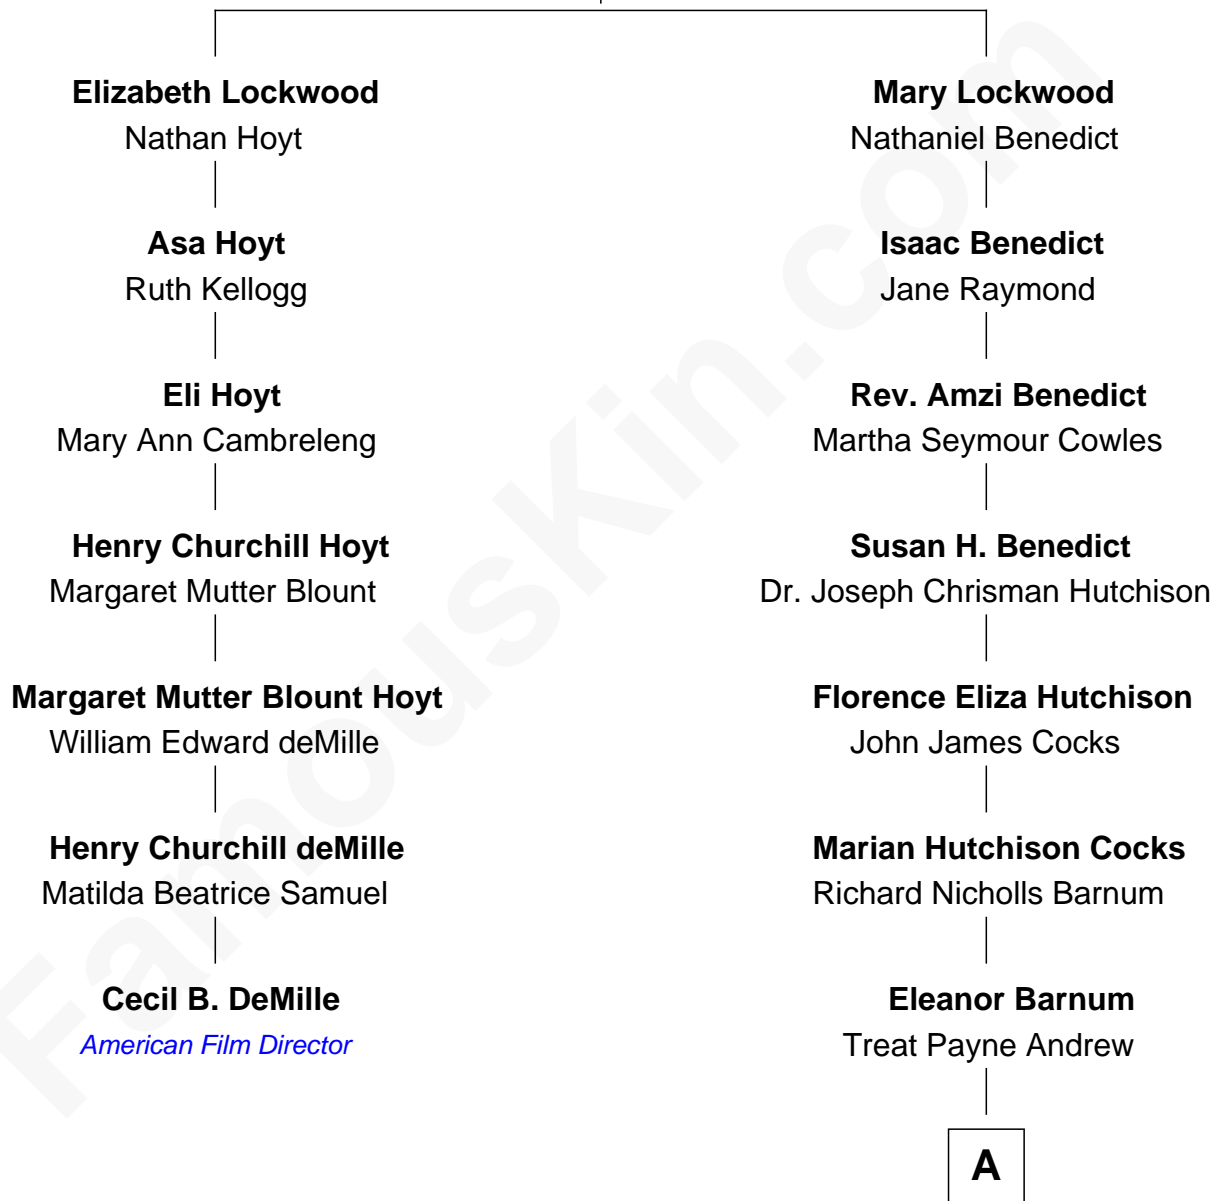 Elizabeth Lockwood
Nathan Hoyt
Asa Hoyt
Ruth Kellogg
Eli Hoyt
Mary Ann Cambreleng
Henry Churchill Hoyt
Margaret Mutter Blount
Margaret Mutter Blount Hoyt
William Edward deMille
Henry Churchill deMille
Matilda Beatrice Samuel
Cecil B. DeMille
American Film Director
Mary Lockwood
Nathaniel Benedict
Isaac Benedict
Jane Raymond
Rev. Amzi Benedict
Martha Seymour Cowles
Susan H. Benedict
Dr. Joseph Chrisman Hutchison
Florence Eliza Hutchison
John James Cocks
Marian Hutchison Cocks
Richard Nicholls Barnum
Eleanor Barnum
Treat Payne Andrew
A
FamousKin.com